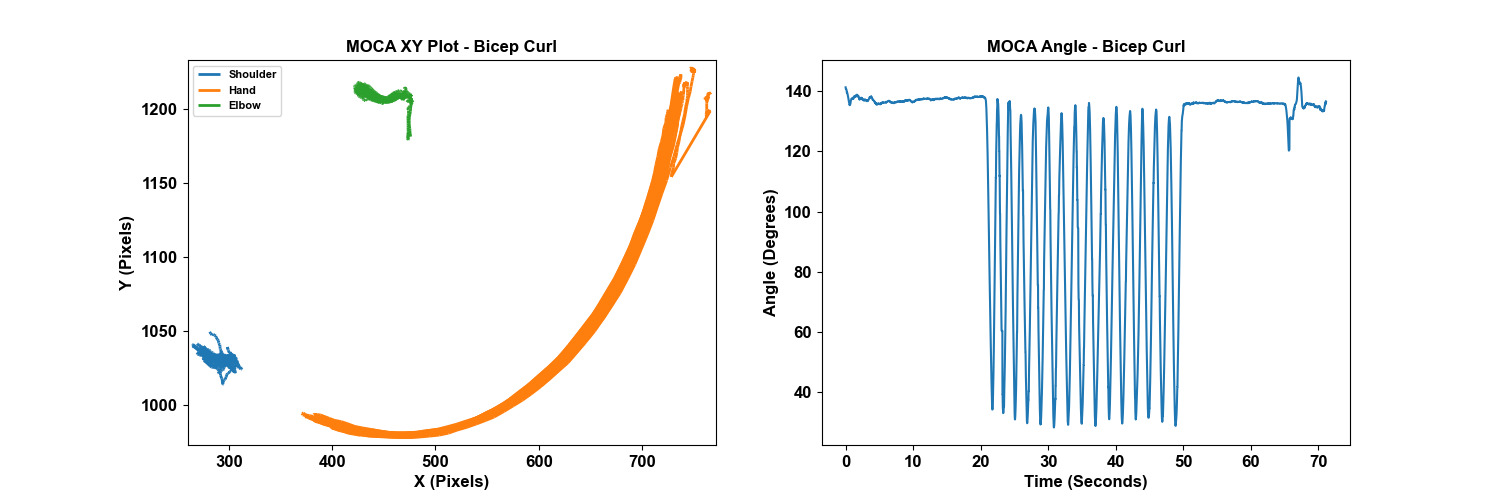 MOCA XY Plot - Bicep Curl
Shoulder
Hand
Elbow
1200
1150
1100
1050
1000
Y (Pixels)
300 400 500 600 700
X (Pixels)
MOCA Angle - Bicep Curl
140
120
100
80
60
40
Angle (Degrees)
0 10 20 30 40 50 60 70
Time (Seconds)